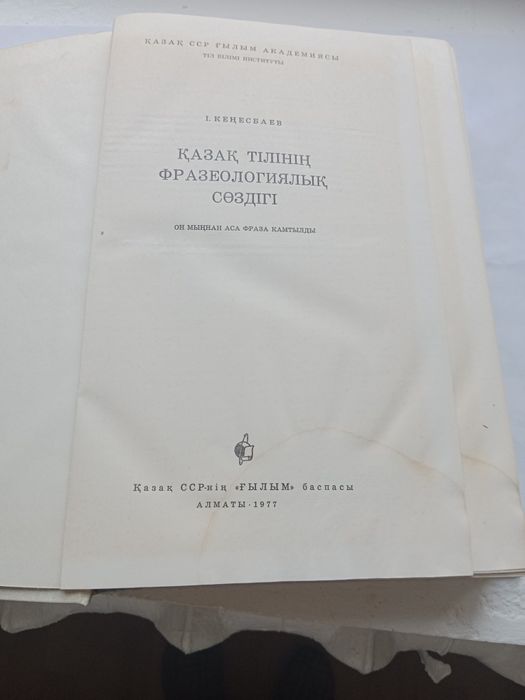 ҚАЗАҚ ССР ҒЫЛЫМ АКАДЕМИЯСЫ
ТІЛ БІЛІМІ ИНСТИТУТЫ
І. КЕҢЕСБАЕВ
ҚАЗАҚ ТІЛІНІҢ
ФРАЗЕОЛОГИЯЛЫҚ
СӨЗДІГІ
ОН МЫҢНАН АСА ФРАЗА КАМТЫЛДЫ
Қазақ ССР-нің «ҒЫЛЫМ» баспасы
АЛМАТЫ · 1977